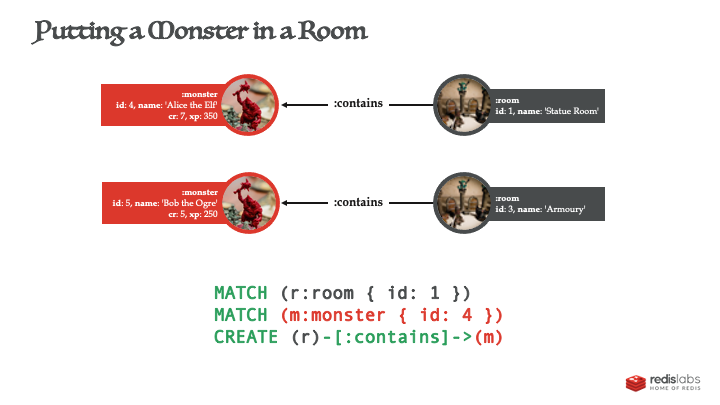 Putting a Monster in a Room
:monster
id: 4, name: 'Alice the Elf'
cr: 7, xp: 350
:contains
:room
id: 1, name: 'Statue Room'
:monster
id: 5, name: 'Bob the Ogre'
cr: 5, xp: 250
:contains
:room
id: 3, name: 'Armoury'
MATCH (r:room { id: 1 })
MATCH (m:monster { id: 4 })
CREATE (r)-[:contains]->(m)
redislabs
HOME OF REDIS